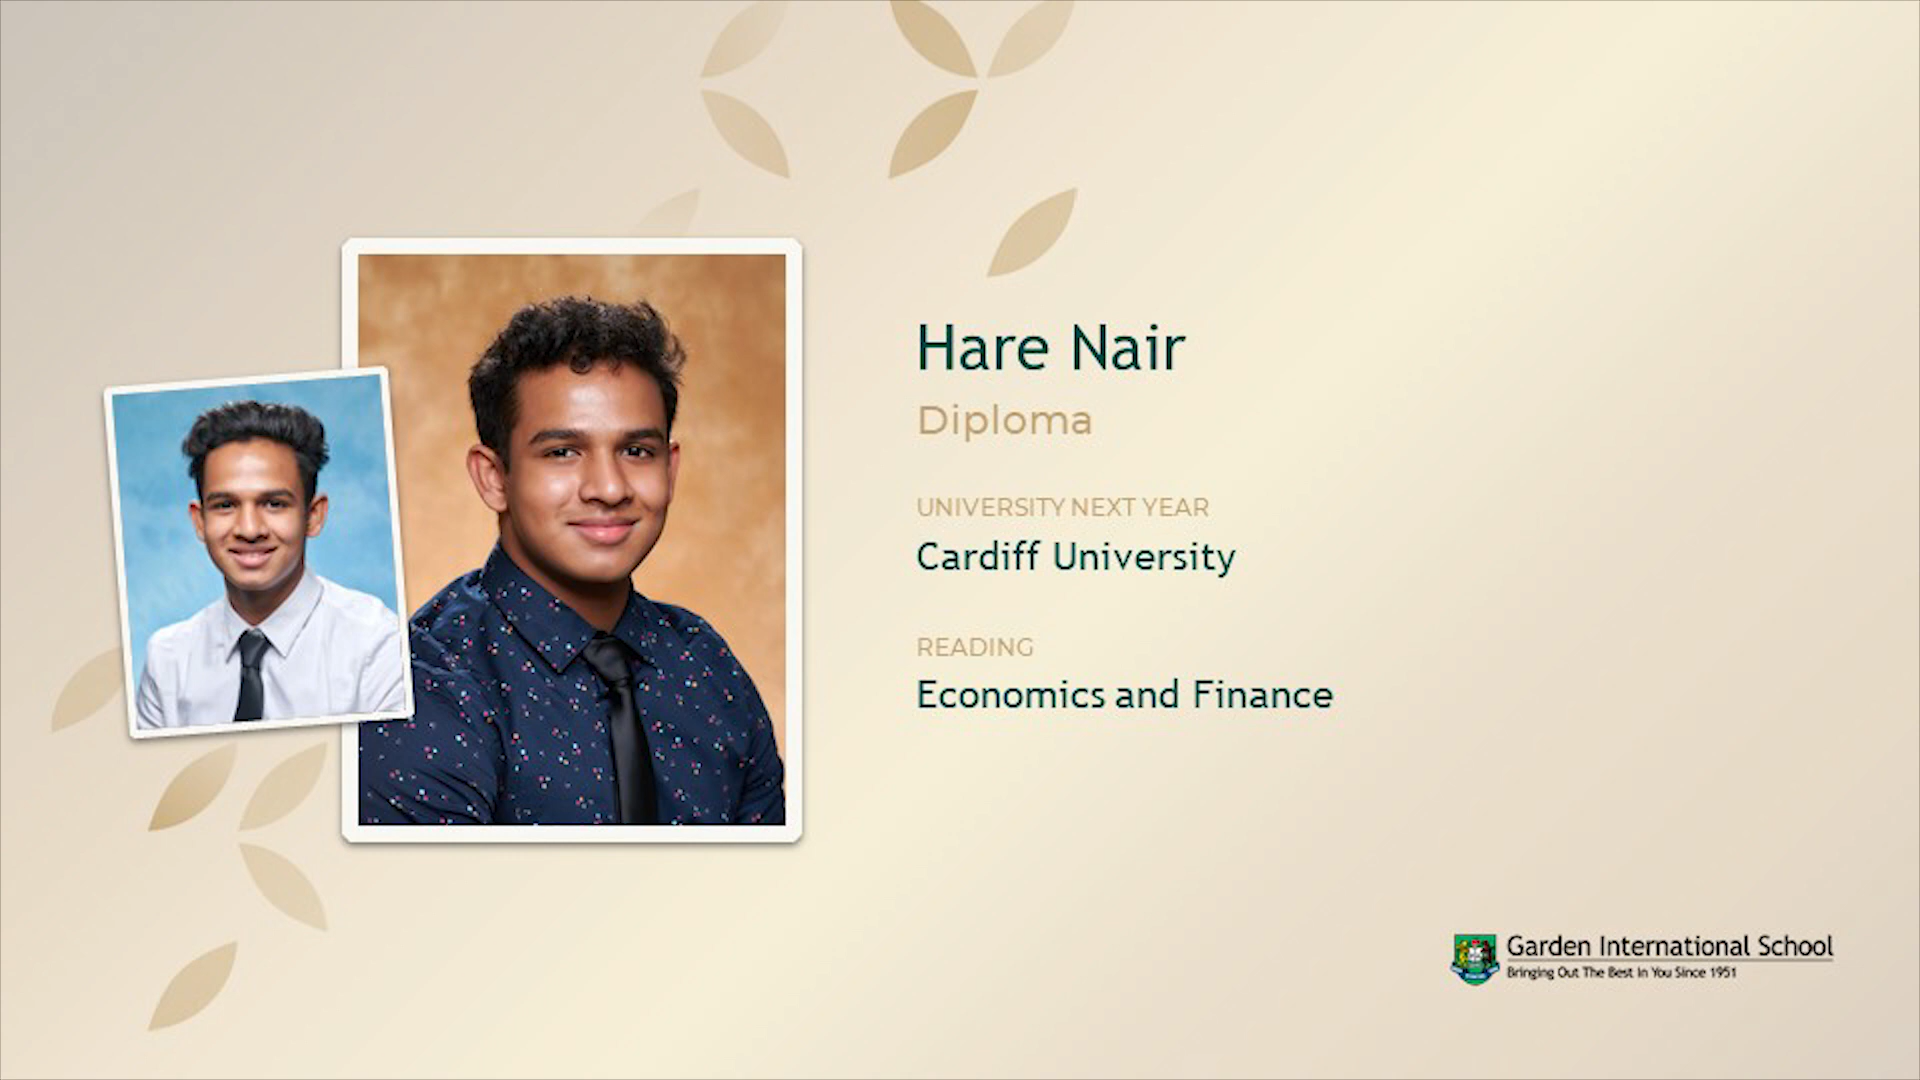 Hare Nair
Diploma
UNIVERSITY NEXT YEAR
Cardiff University
READING
Economics and Finance
Garden International School
Bringing Out The Best In You Since 1951